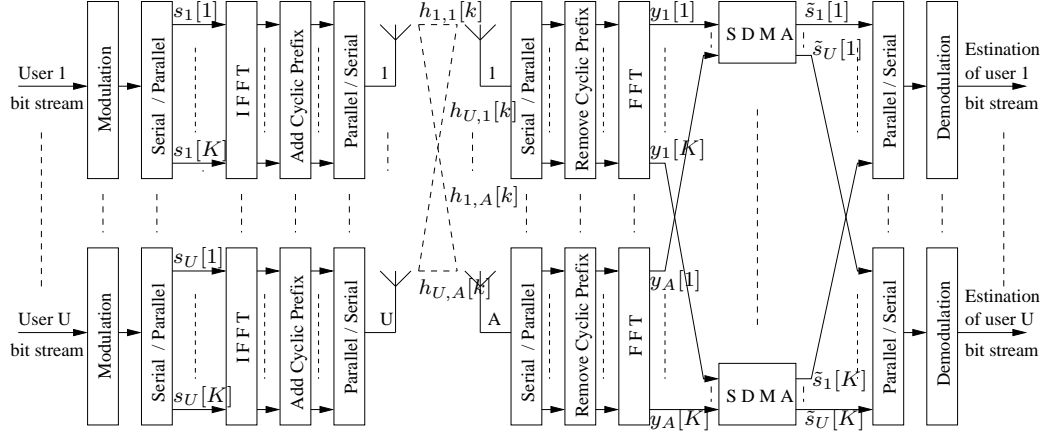 User 1
bit stream
Modulation
Serial / Parallel
s_1[1]
s_1[K]
I F F T
Add Cyclic Prefix
Parallel / Serial
1
h_{1,1}[k]
h_{U,1}[k]
h_{1,A}[k]
h_{U,A}[k]
1
Serial / Parallel
Remove Cyclic Prefix
F F T
y_1[1]
y_1[K]
S D M A
s̃_1[1]
s̃_U[1]
Parallel / Serial
Demodulation
Estination
of user 1
bit stream
User U
bit stream
Modulation
Serial / Parallel
s_U[1]
s_U[K]
I F F T
Add Cyclic Prefix
Parallel / Serial
U
A
Serial / Parallel
Remove Cyclic Prefix
F F T
y_A[1]
y_A[K]
S D M A
s̃_1[K]
s̃_U[K]
Parallel / Serial
Demodulation
Estination
of user U
bit stream